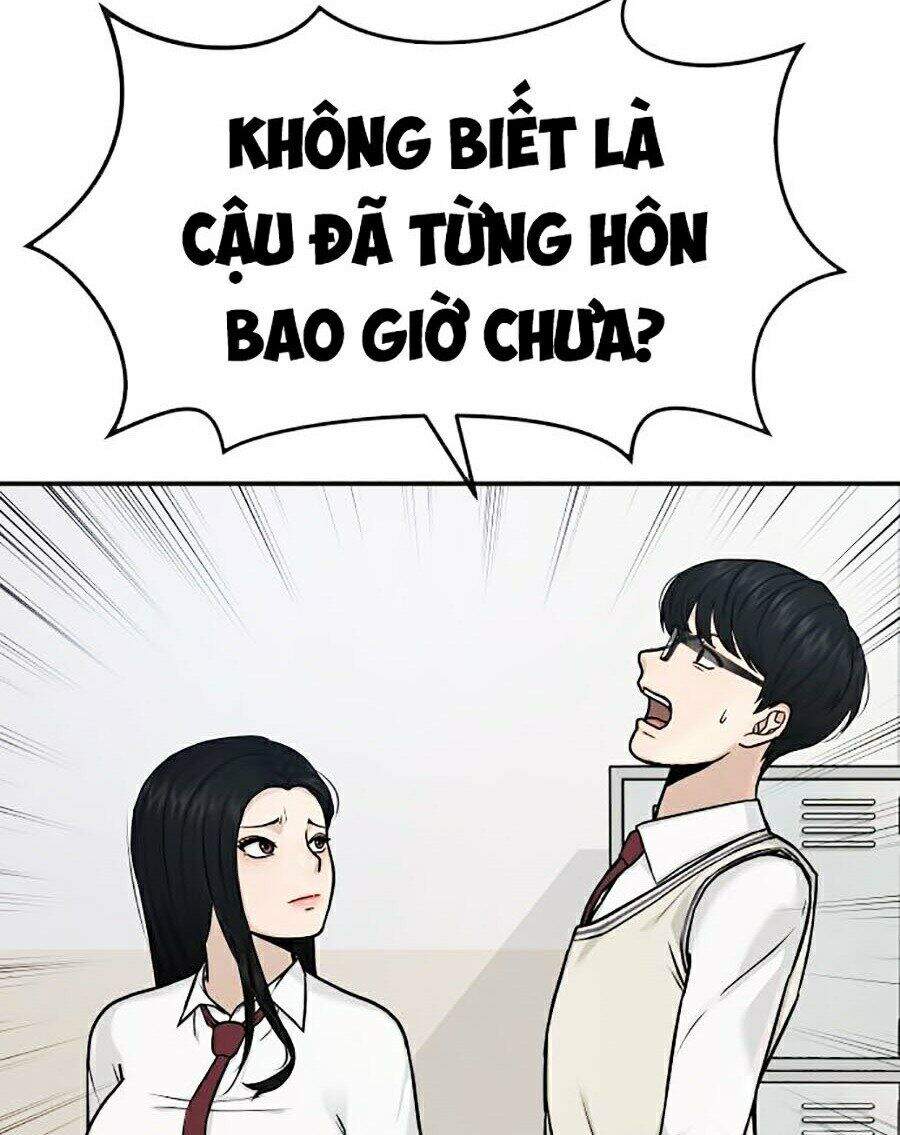 KHÔNG BIẾT LÀ
CẬU ĐÃ TỪNG HÔN
BAO GIỜ CHƯA?